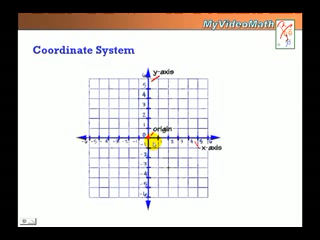 MyVideoMath
Coordinate System
y-axis
origin
x-axis